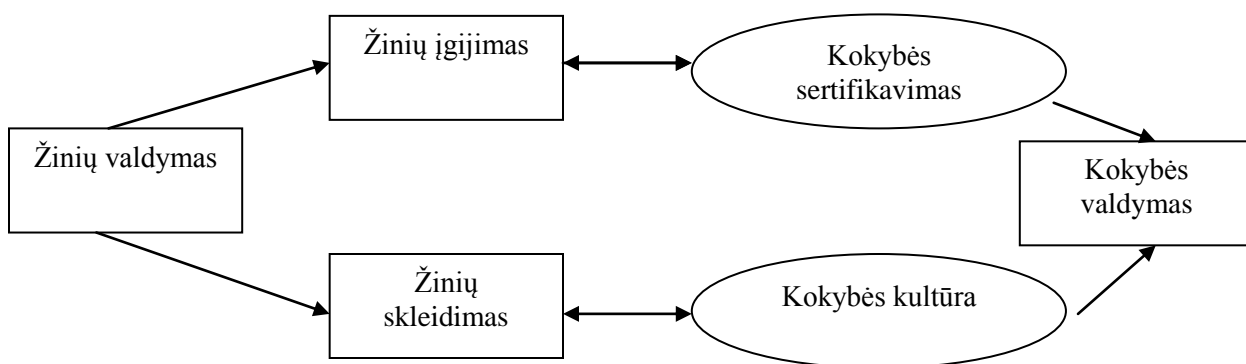 Žinių įgijimas
Kokybės
sertifikavimas
Žinių valdymas
Kokybės
valdymas
Žinių
skleidimas
Kokybės kultūra